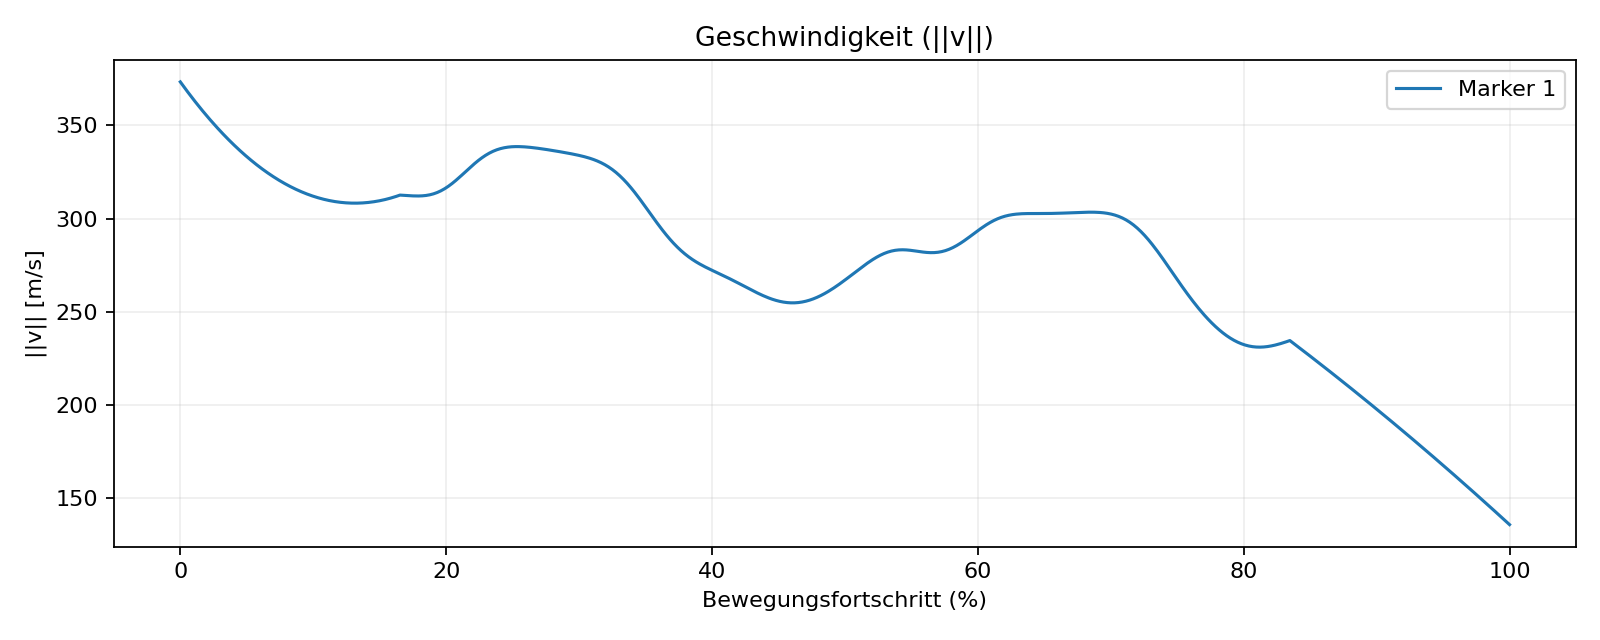 Geschwindigkeit (||v||)
Marker 1
||v|| [m/s]
350
300
250
200
150
0 20 40 60 80 100
Bewegungsfortschritt (%)